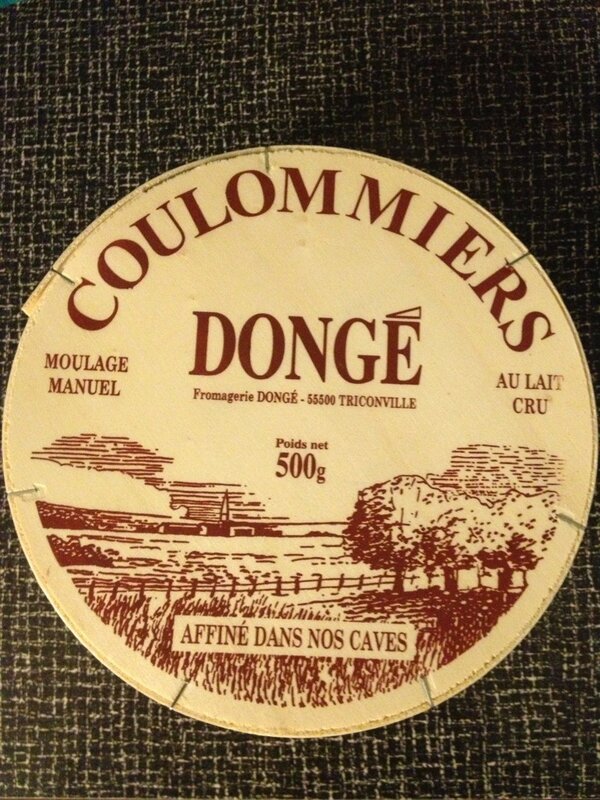 COULOMMIERS
DONGÉ
Fromagerie DONGÉ - 55500 TRICONVILLE
MOULAGE
MANUEL
AU LAIT
CRU
Poids net
500g
AFFINÉ DANS NOS CAVES